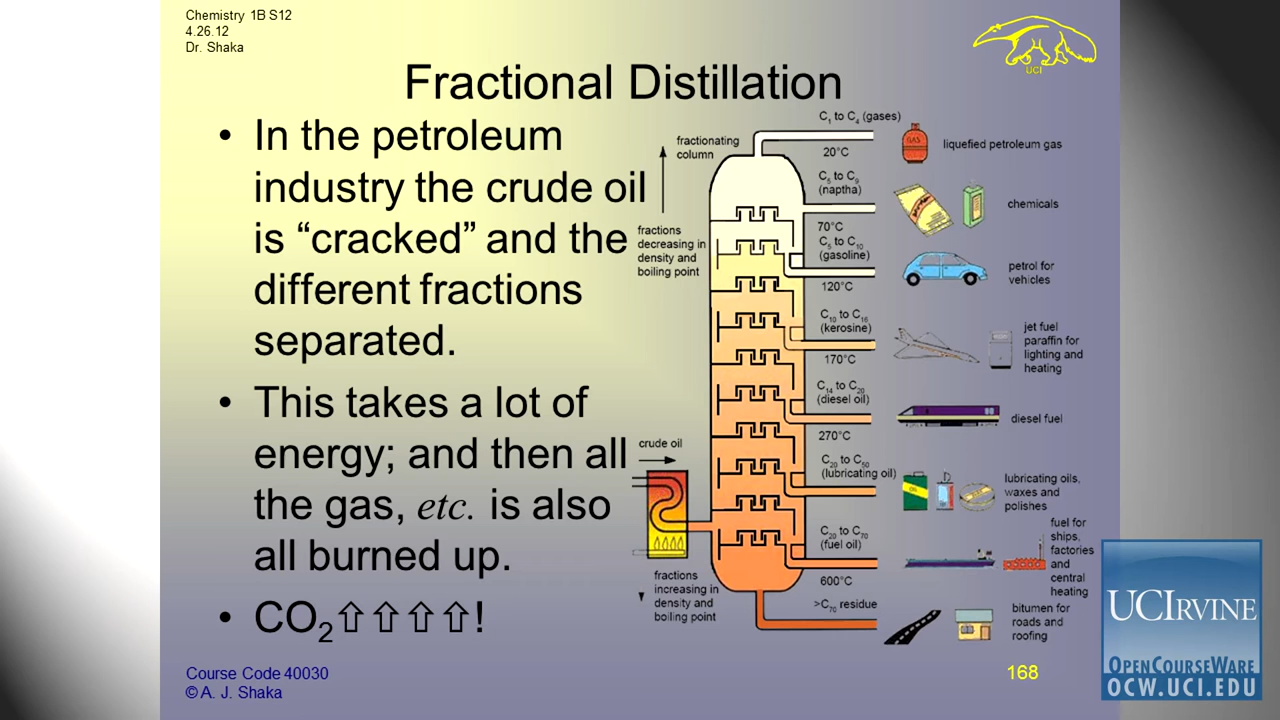 Chemistry 1B S12
4.26.12
Dr. Shaka
UCI
Fractional Distillation
• In the petroleum
industry the crude oil
is “cracked” and the
different fractions
separated.
• This takes a lot of
energy; and then all
the gas, etc. is also
all burned up.
• CO₂⇧⇧⇧⇧!
fractionating
column
fractions
decreasing in
density and
boiling point
crude oil
fractions
increasing in
density and
boiling point
C₁ to C₄ (gases)
20°C
C₅ to C₉
(naptha)
70°C
C₅ to C₁₀
(gasoline)
120°C
C₁₀ to C₁₆
(kerosine)
170°C
C₁₄ to C₂₀
(diesel oil)
270°C
C₂₀ to C₅₀
(lubricating oil)
C₂₀ to C₇₀
(fuel oil)
600°C
>C₇₀ residue
GAS
liquefied petroleum gas
chemicals
petrol for
vehicles
jet fuel
paraffin for
lighting and
heating
diesel fuel
OIL
lubricating oils,
waxes and
polishes
fuel for
ships,
factories
and
central
heating
bitumen for
roads and
roofing
Course Code 40030
© A. J. Shaka
168
UCIRVINE
OPENCOURSEWARE
OCW.UCI.EDU